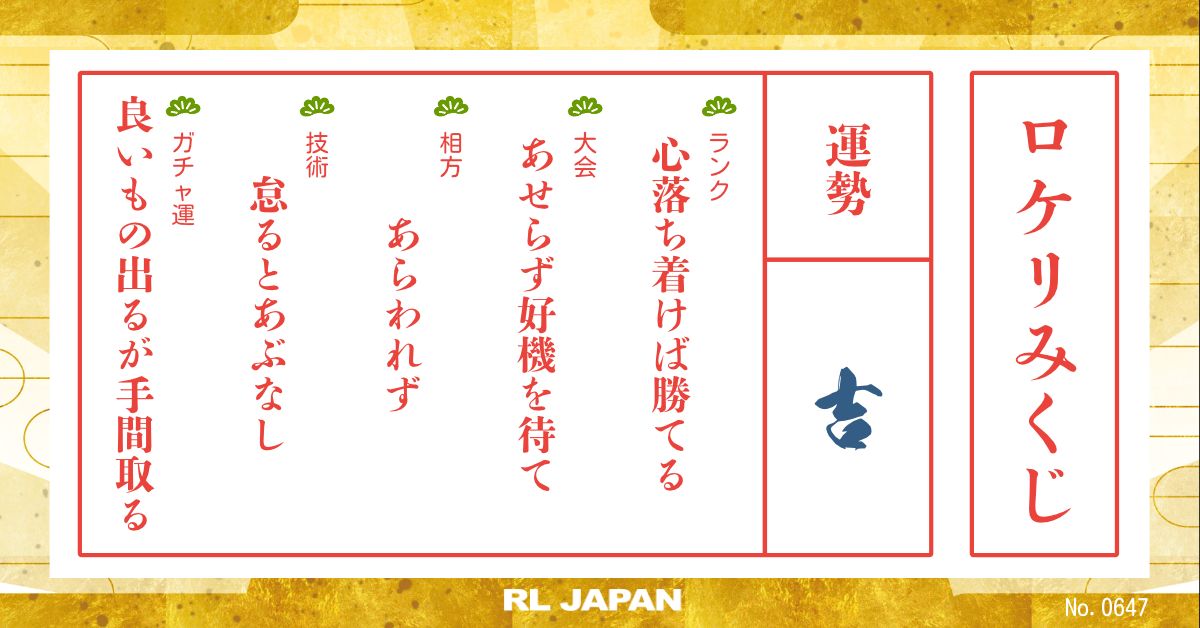 ロケリみくじ
運勢
吉
ランク
心落ち着けば勝てる
大会
あせらず好機を待て
相方
あらわれず
技術
怠るとあぶなし
ガチャ運
良いもの出るが手間取る
RL JAPAN
No. 0647